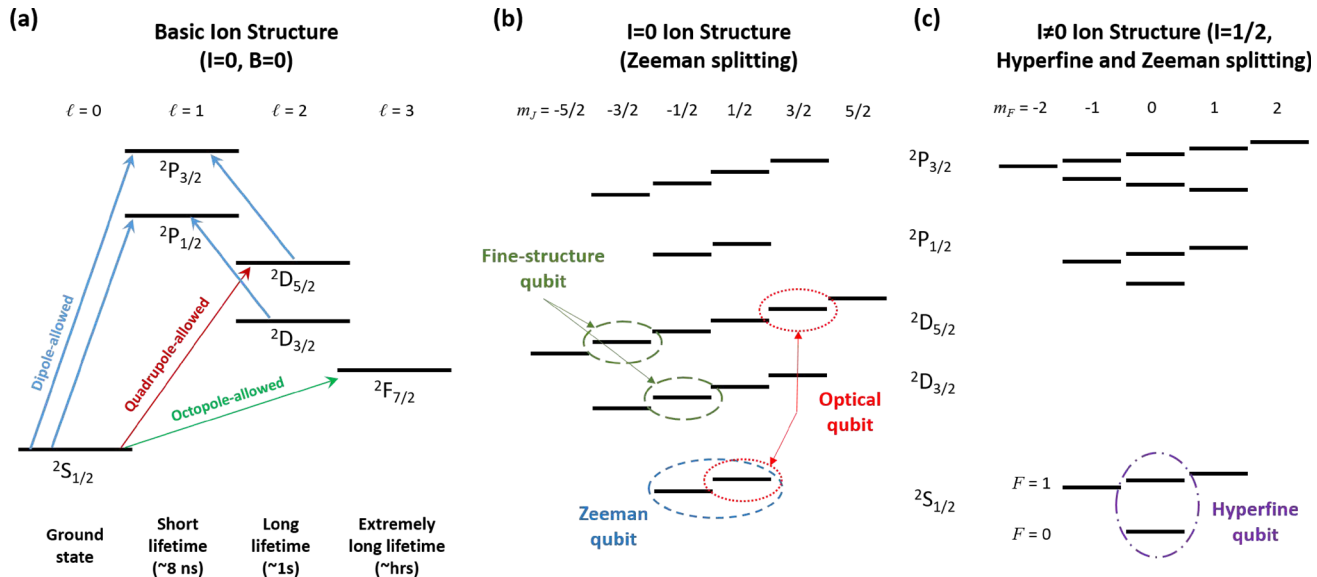 (a)
Basic Ion Structure
(I=0, B=0)
ℓ = 0
ℓ = 1
ℓ = 2
ℓ = 3
²P₃/₂
²P₁/₂
²D₅/₂
²D₃/₂
²F₇/₂
²S₁/₂
Dipole-allowed
Quadrupole-allowed
Octopole-allowed
Ground
state
Short
lifetime
(~8 ns)
Long
lifetime
(~1s)
Extremely
long lifetime
(~hrs)
(b)
I=0 Ion Structure
(Zeeman splitting)
m_J = -5/2 -3/2 -1/2 1/2 3/2 5/2
Fine-structure
qubit
Optical
qubit
Zeeman
qubit
(c)
I≠0 Ion Structure (I=1/2,
Hyperfine and Zeeman splitting)
m_F = -2 -1 0 1 2
²P₃/₂
²P₁/₂
²D₅/₂
²D₃/₂
²S₁/₂
F = 1
F = 0
Hyperfine
qubit